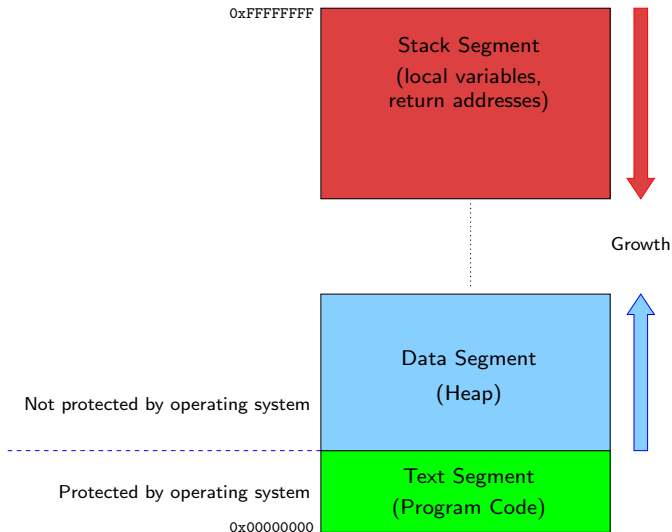 0xFFFFFFFF
Stack Segment
(local variables,
return addresses)
Growth
Data Segment
(Heap)
Not protected by operating system
Text Segment
(Program Code)
Protected by operating system
0x00000000